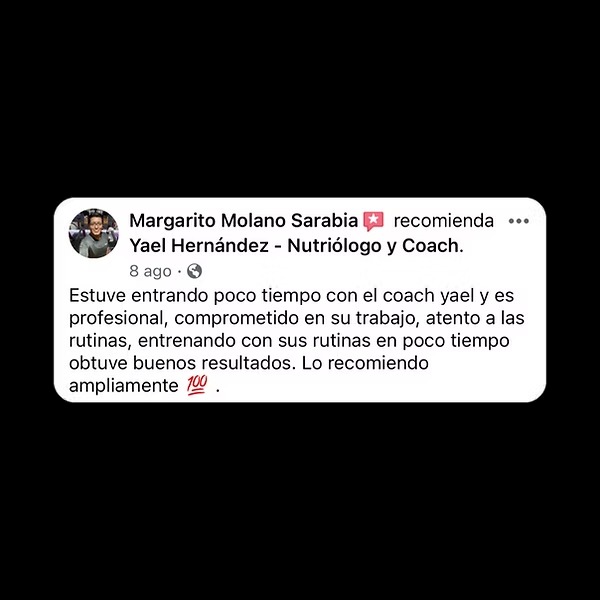 Margarito Molano Sarabia recomienda
Yael Hernández - Nutriólogo y Coach.
8 ago ·
Estuve entrando poco tiempo con el coach yael y es
profesional, comprometido en su trabajo, atento a las
rutinas, entrenando con sus rutinas en poco tiempo
obtuve buenos resultados. Lo recomiendo
ampliamente 💯 .